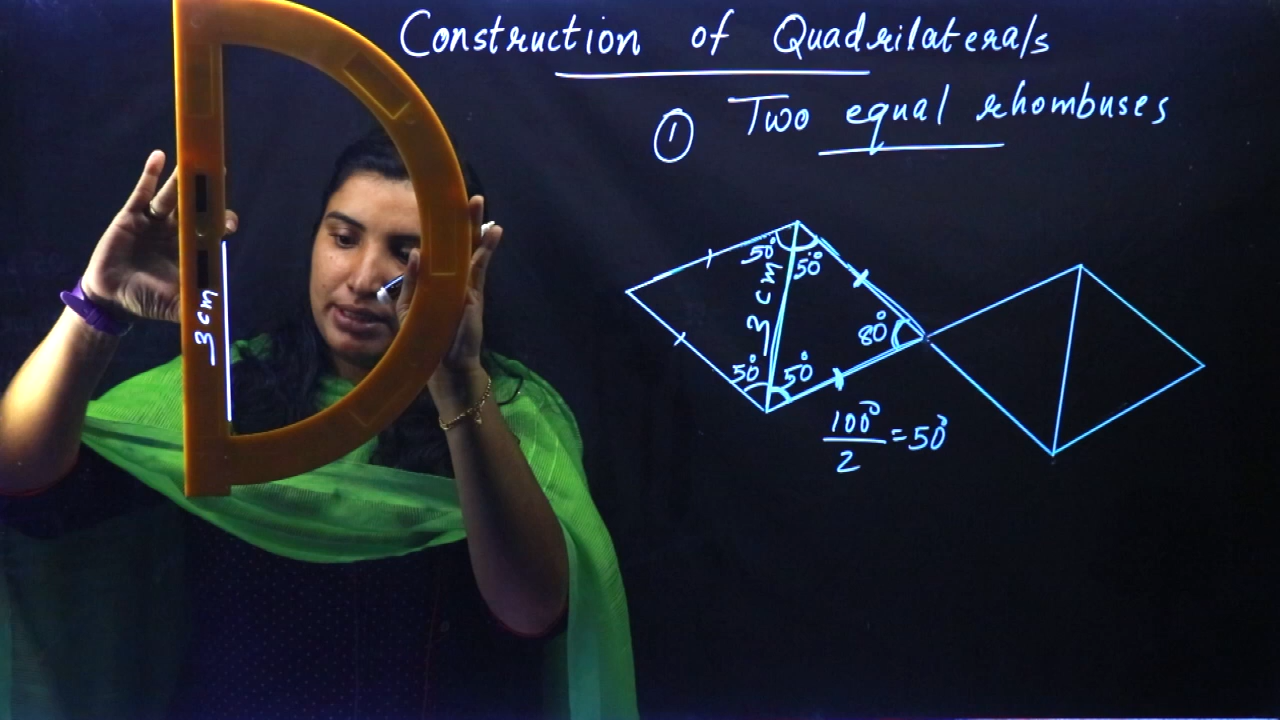 Construction of Quadrilaterals
① Two equal rhombuses
50° 50°
3 cm
3 cm
80°
50° 50°
100°/2 = 50°